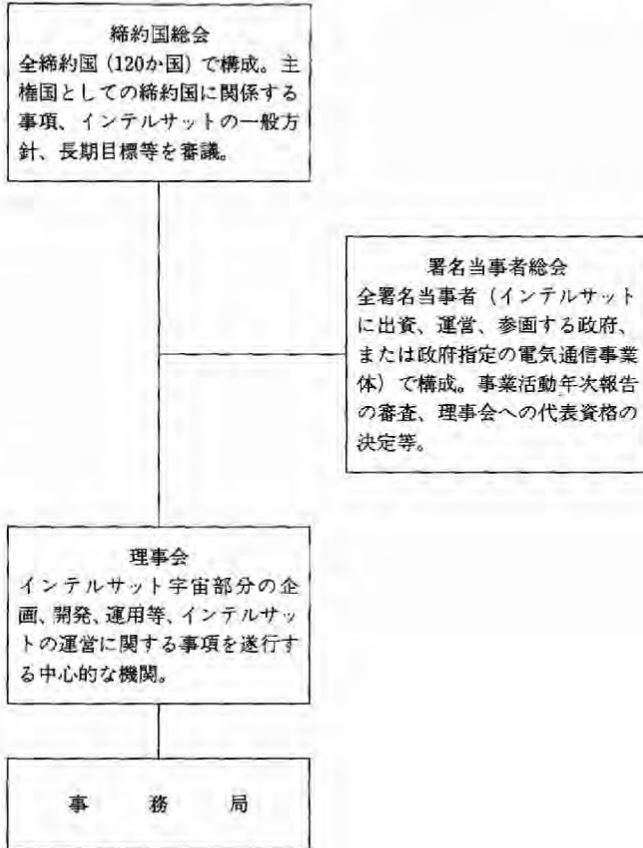 締約国総会
全締約国(120か国)で構成。主
権国としての締約国に関係する
事項、インテルサットの一般方
針、長期目標等を審議。
署名当事者総会
全署名当事者(インテルサット
に出資、運営、参画する政府、
または政府指定の電気通信事業
体)で構成。事業活動年次報告
の審査、理事会への代表資格の
決定等。
理事会
インテルサット宇宙部分の企
画、開発、運用等、インテルサッ
トの運営に関する事項を遂行す
る中心的な機関。
事務局